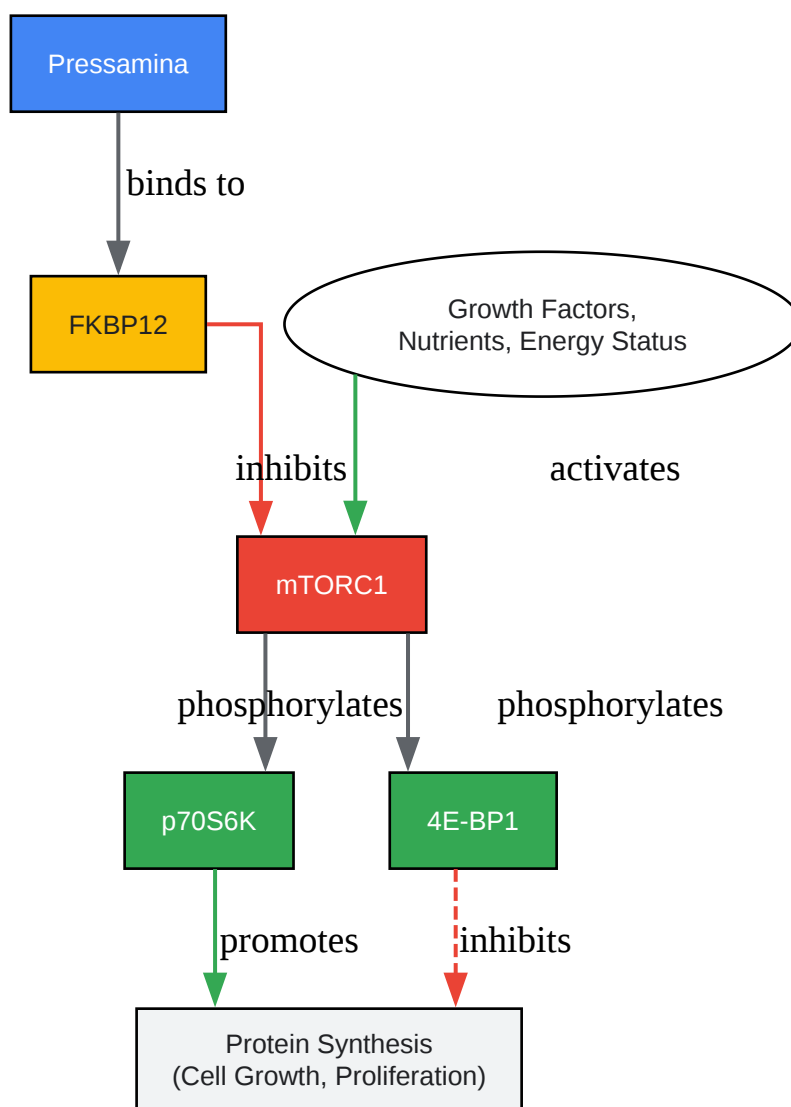 Pressamina
binds to
FKBP12
Growth Factors,
Nutrients, Energy Status
inhibits
activates
mTORC1
phosphorylates
phosphorylates
p70S6K
4E-BP1
promotes
inhibits
Protein Synthesis
(Cell Growth, Proliferation)